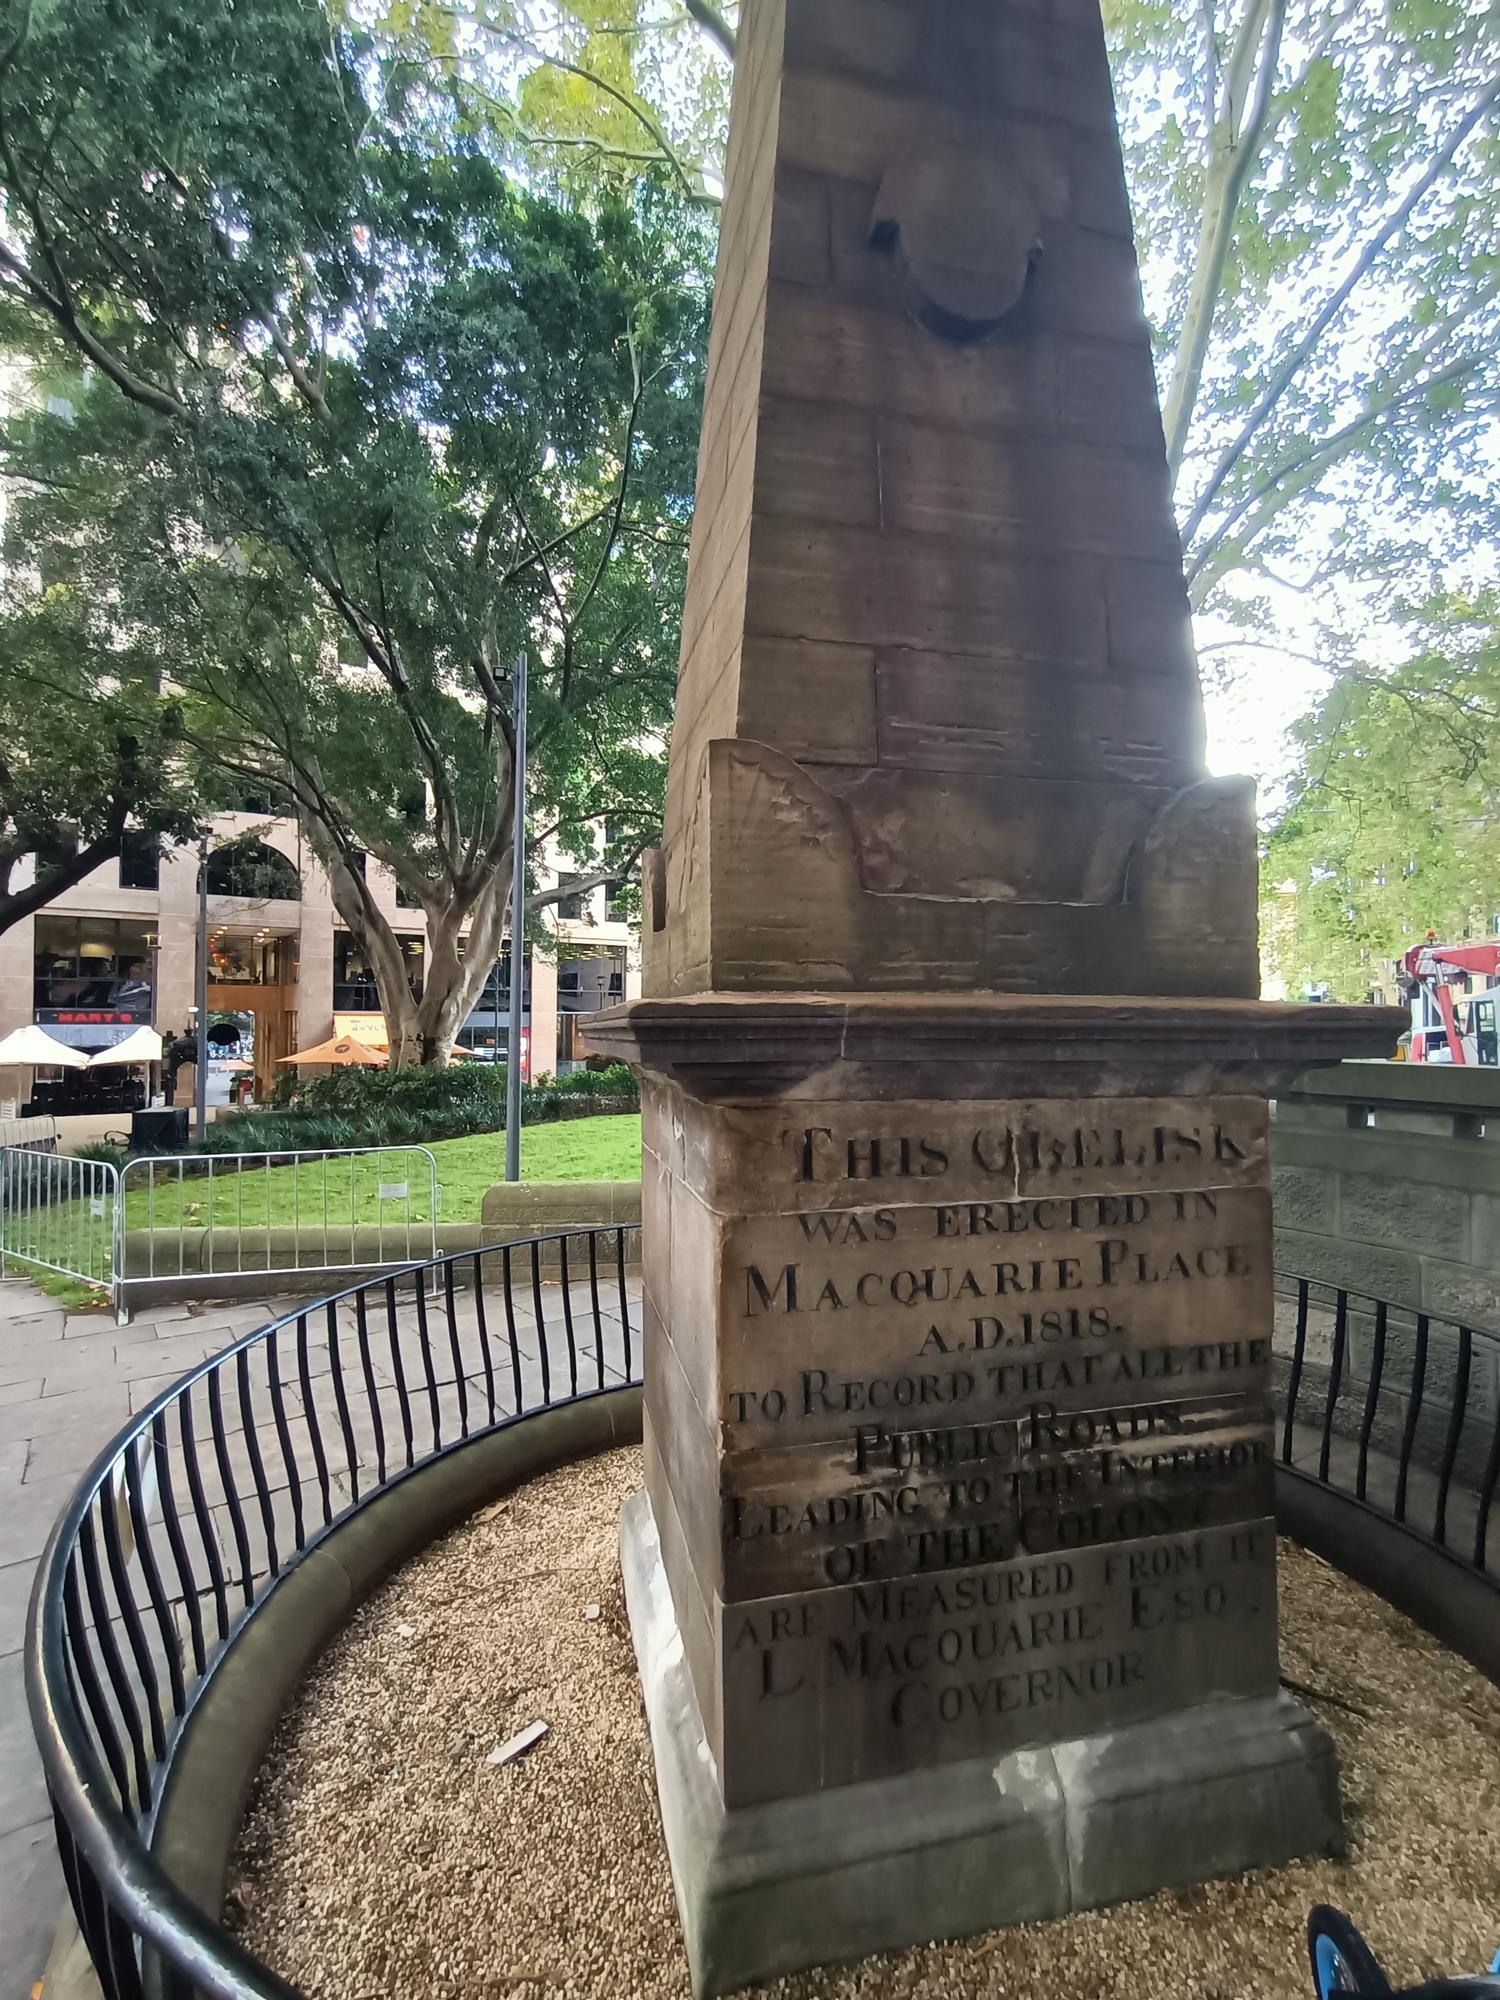 MARY'S
THIS OBELISK
WAS ERECTED IN
MACQUARIE PLACE
A.D.1818.
TO RECORD THAT ALL THE
PUBLIC ROADS
LEADING TO THE INTERIOR
OF THE COLONY
ARE MEASURED FROM IT
L MACQUARIE ESQ.
GOVERNOR